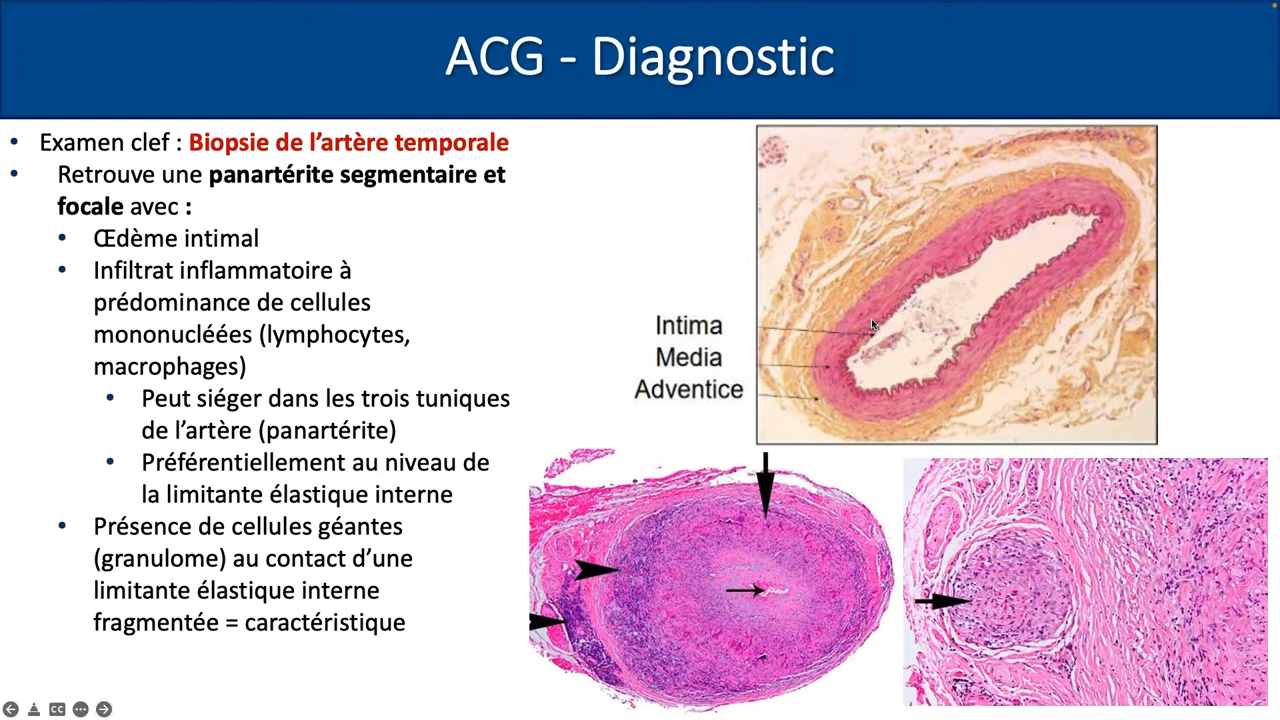 ACG - Diagnostic
Examen clef : Biopsie de l’artère temporale
Retrouve une panartérite segmentaire et
focale avec :
Œdème intimal
Infiltrat inflammatoire à
prédominance de cellules
mononucléées (lymphocytes,
macrophages)
Peut siéger dans les trois tuniques
de l’artère (panartérite)
Préférentiellement au niveau de
la limitante élastique interne
Présence de cellules géantes
(granulome) au contact d’une
limitante élastique interne
fragmentée = caractéristique
Intima
Media
Adventice
CC